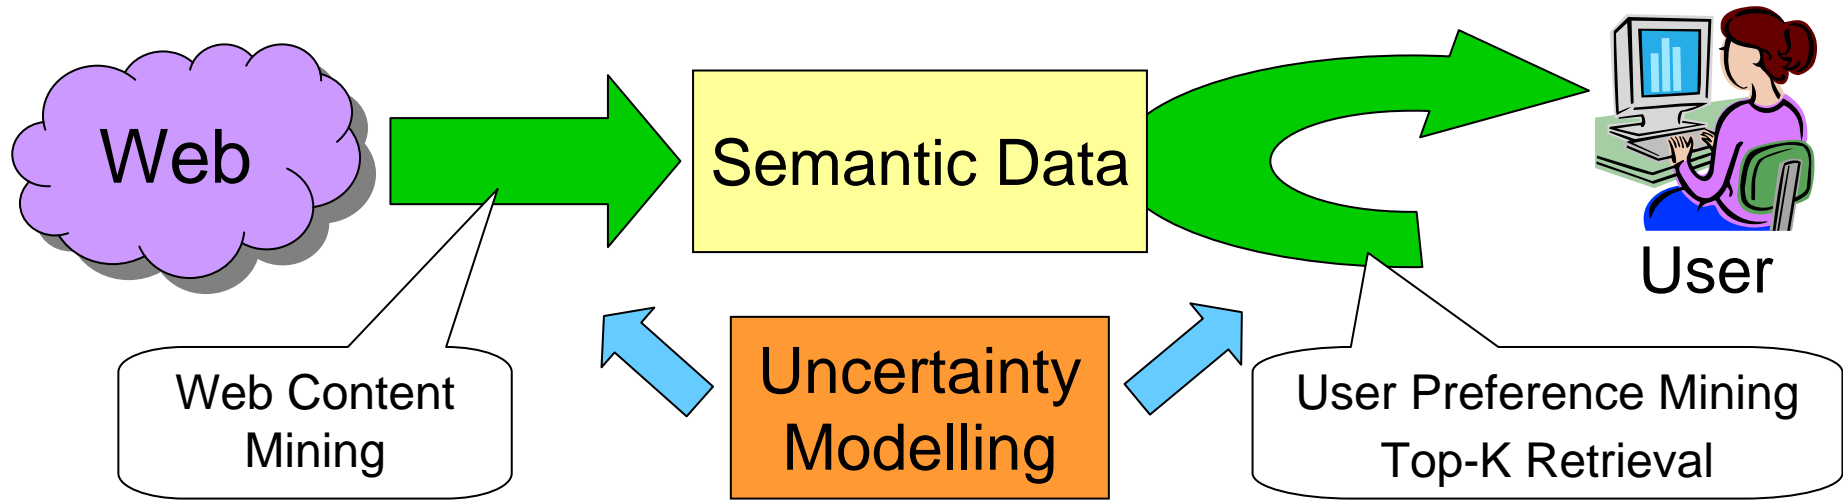 Web
Semantic Data
User
Web Content
Mining
Uncertainty
Modelling
User Preference Mining
Top-K Retrieval